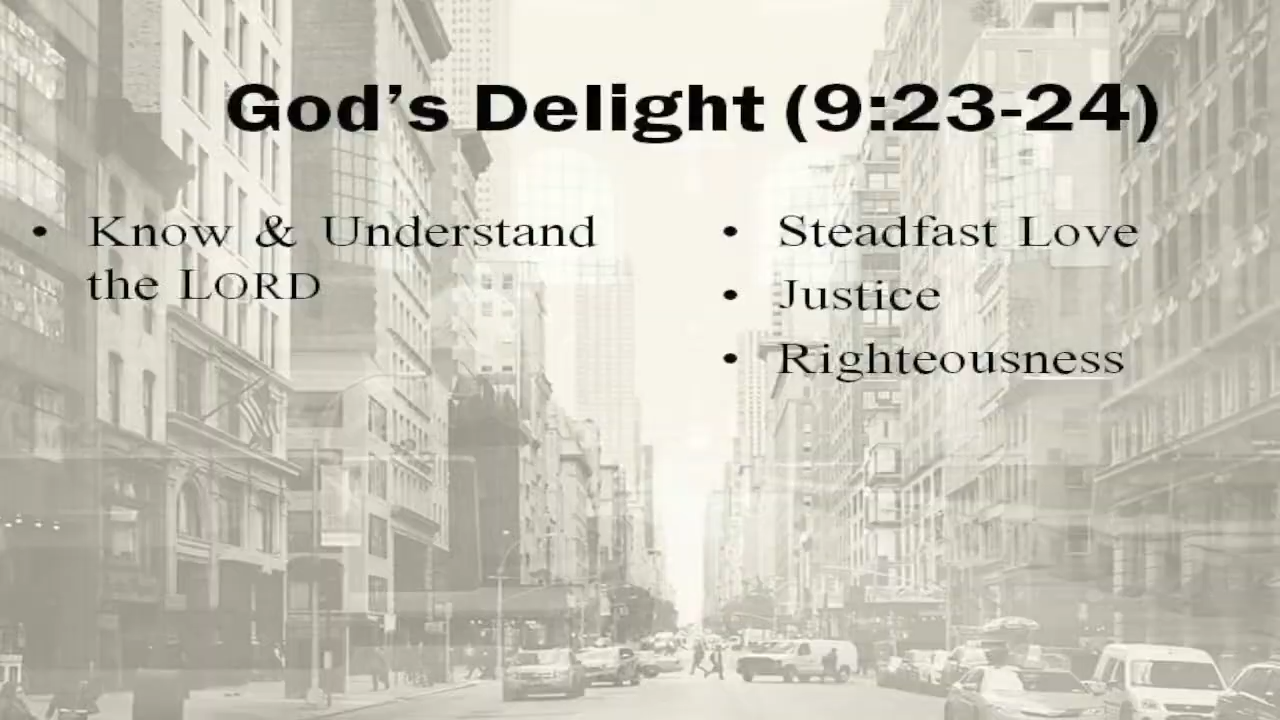 God's Delight (9:23-24)
• Know & Understand
the LORD
• Steadfast Love
• Justice
• Righteousness